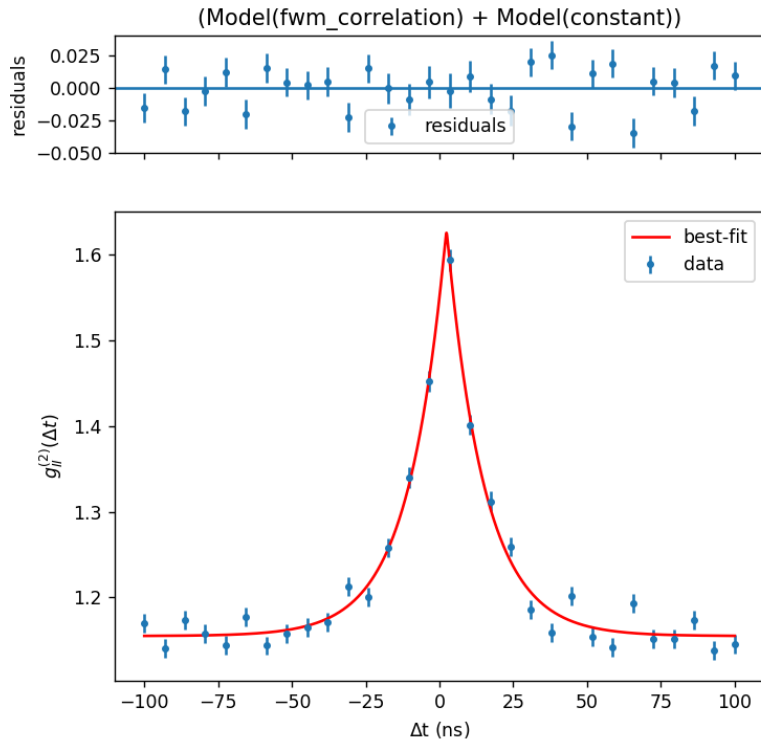 (Model(fwm_correlation) + Model(constant))
residuals
0.025
0.000
−0.025
−0.050
residuals
g_{II}^{(2)}(Δt)
1.6
1.5
1.4
1.3
1.2
best-fit
data
−100 −75 −50 −25 0 25 50 75 100
Δt (ns)